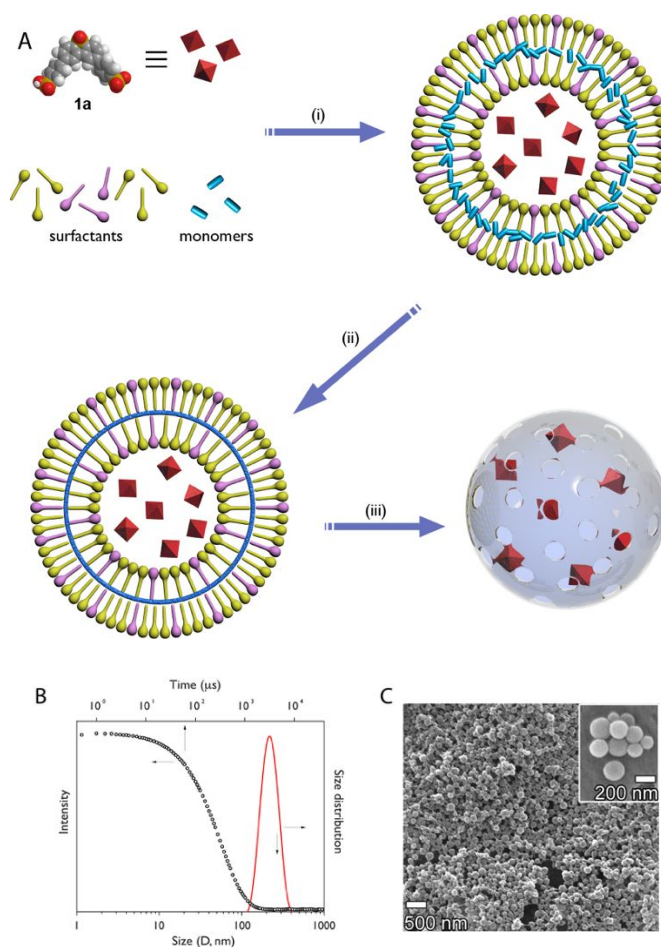 A
1a
≡
(i)
surfactants
monomers
(ii)
(iii)
B
Time (μs)
10⁰ 10¹ 10² 10³ 10⁴
Intensity
Size distribution
1 10 100 1000
Size (D, nm)
C
200 nm
500 nm